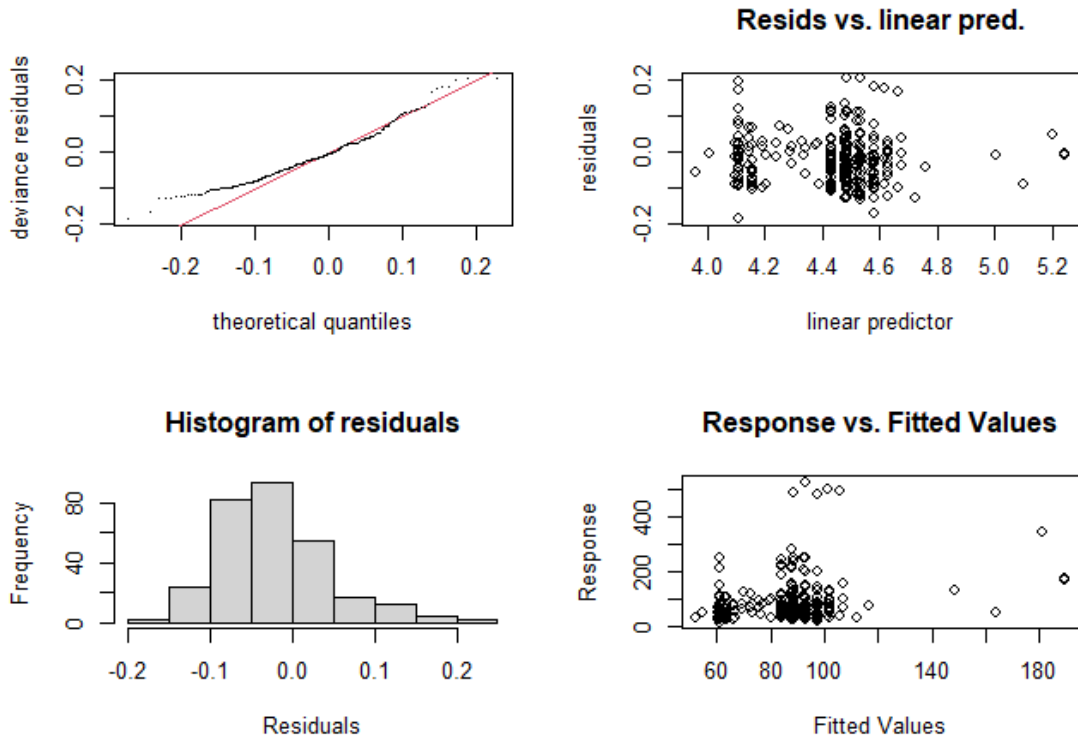 deviance residuals
-0.2 0.0 0.2
-0.2 -0.1 0.0 0.1 0.2
theoretical quantiles
Resids vs. linear pred.
residuals
-0.2 0.0 0.2
4.0 4.2 4.4 4.6 4.8 5.0 5.2
linear predictor
Histogram of residuals
Frequency
0 40 80
-0.2 -0.1 0.0 0.1 0.2
Residuals
Response vs. Fitted Values
Response
0 200 400
60 80 100 140 180
Fitted Values